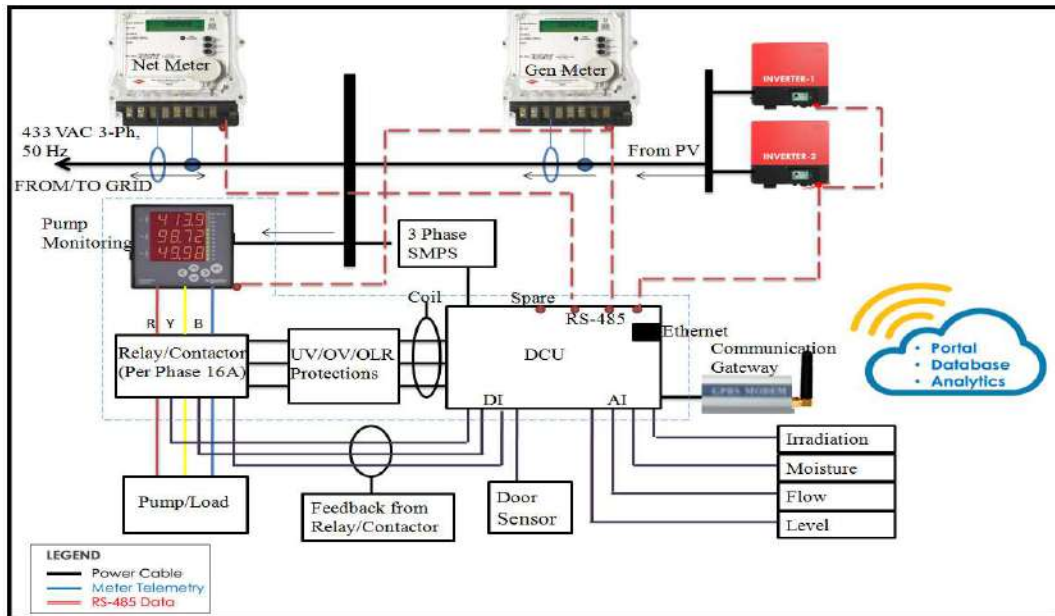 Net Meter
Gen Meter
INVERTER-1
INVERTER-2
433 VAC 3-Ph,
50 Hz
From PV
FROM/TO GRID
Pump
Monitoring
413.9
98.72
49.98
3 Phase
SMPS
Coil
Spare
RS-485
Ethernet
R Y B
Relay/Contactor
(Per Phase 16A)
UV/OV/OLR
Protections
DCU
DI
AI
Communication
Gateway
GPRS MODEM
• Portal
• Database
• Analytics
Irradiation
Moisture
Flow
Level
Pump/Load
Feedback from
Relay/Contactor
Door
Sensor
LEGEND
Power Cable
Meter Telemetry
RS-485 Data